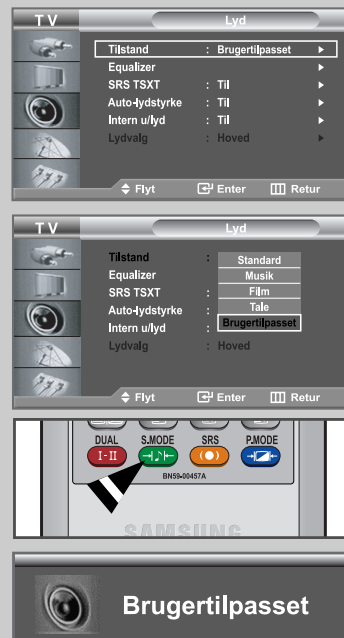 TV Lyd
Tilstand : Brugertilpasset
Equalizer
SRS TSXT : Til
Auto-lydstyrke : Til
Intern u/lyd : Til
Lydvalg : Hoved
Flyt Enter Retur
TV Lyd
Tilstand : Standard
Musik
Equalizer
Film
SRS TSXT :
Tale
Auto-lydstyrke :
Brugertilpasset
Intern u/lyd :
Lydvalg : Hoved
Flyt Enter Retur
DUAL S.MODE SRS P.MODE
I-II
BN59-00457A
SAMSUNG
Brugertilpasset